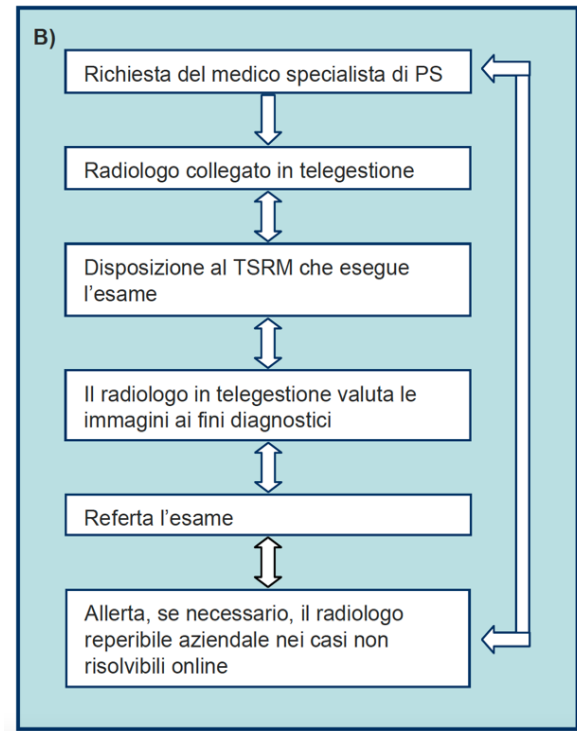 B)
Richiesta del medico specialista di PS
Radiologo collegato in telegestione
Disposizione al TSRM che esegue
l'esame
Il radiologo in telegestione valuta le
immagini ai fini diagnostici
Referta l'esame
Allerta, se necessario, il radiologo
reperibile aziendale nei casi non
risolvibili online